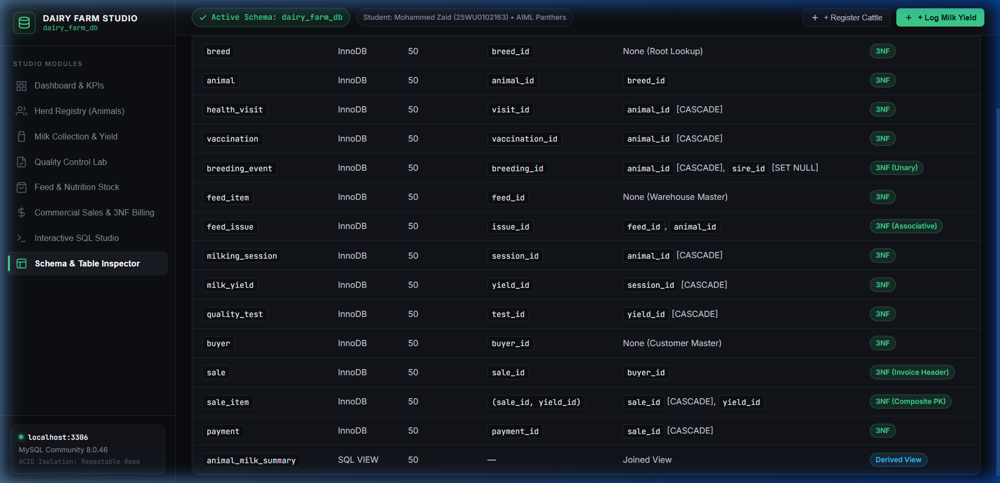 DAIRY FARM STUDIO
dairy_farm_db
STUDIO MODULES
Dashboard & KPIs
Herd Registry (Animals)
Milk Collection & Yield
Quality Control Lab
Feed & Nutrition Stock
Commercial Sales & 3NF Billing
Interactive SQL Studio
Schema & Table Inspector
localhost:3306
MySQL Community 8.0.46
ACID Isolation: Repeatable Read
Active Schema: dairy_farm_db
Student: Mohammed Zaid (25WU0102163) • AIML Panthers
+ + Register Cattle
+ + Log Milk Yield
breed InnoDB 50 breed_id None (Root Lookup) 3NF
animal InnoDB 50 animal_id breed_id 3NF
health_visit InnoDB 50 visit_id animal_id [CASCADE] 3NF
vaccination InnoDB 50 vaccination_id animal_id [CASCADE] 3NF
breeding_event InnoDB 50 breeding_id animal_id [CASCADE], sire_id [SET NULL] 3NF (Unary)
feed_item InnoDB 50 feed_id None (Warehouse Master) 3NF
feed_issue InnoDB 50 issue_id feed_id, animal_id 3NF (Associative)
milking_session InnoDB 50 session_id animal_id [CASCADE] 3NF
milk_yield InnoDB 50 yield_id session_id [CASCADE] 3NF
quality_test InnoDB 50 test_id yield_id [CASCADE] 3NF
buyer InnoDB 50 buyer_id None (Customer Master) 3NF
sale InnoDB 50 sale_id buyer_id 3NF (Invoice Header)
sale_item InnoDB 50 (sale_id, yield_id) sale_id [CASCADE], yield_id 3NF (Composite PK)
payment InnoDB 50 payment_id sale_id [CASCADE] 3NF
animal_milk_summary SQL VIEW 50 — Joined View Derived View